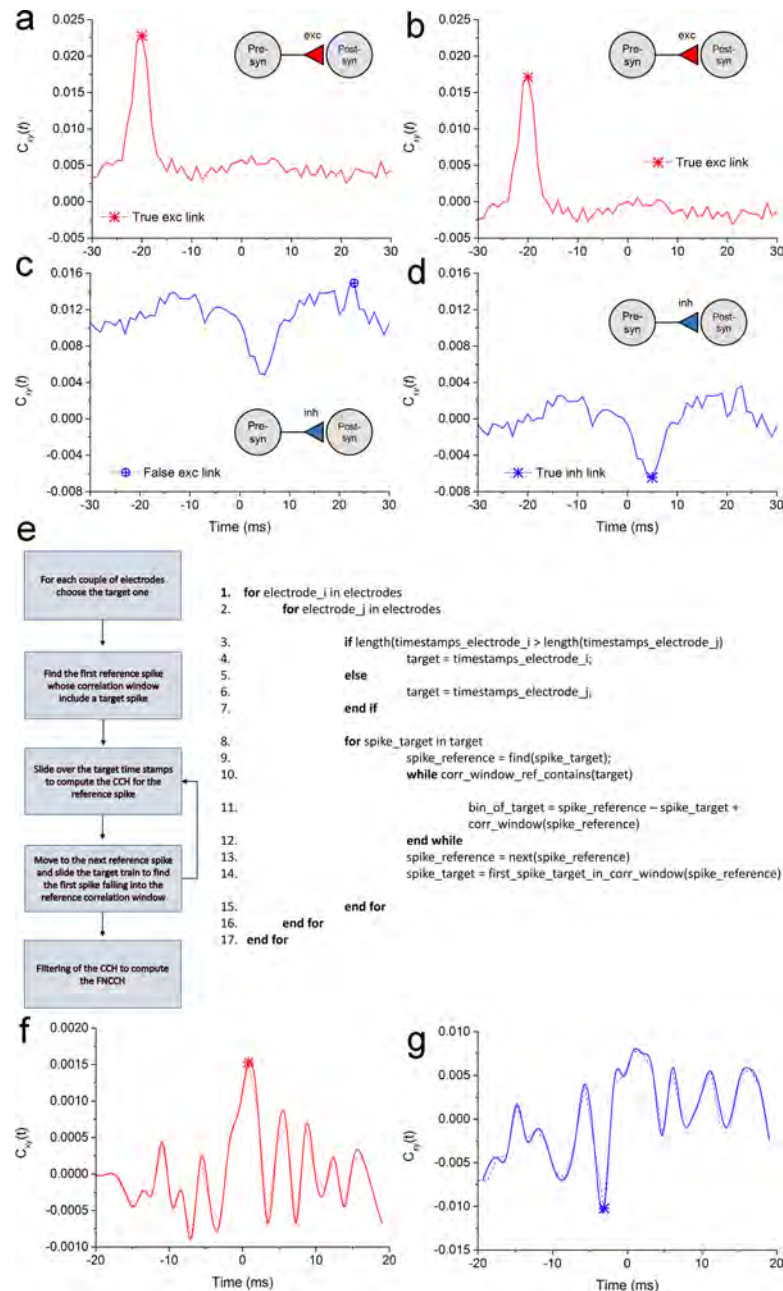 a
0.025
0.020
0.015
0.010
0.005
0.000
-0.005
C_xy(t)
-30 -20 -10 0 10 20 30
exc
Pre-
syn
Post-
syn
True exc link
b
0.025
0.020
0.015
0.010
0.005
0.000
-0.005
C_xy(t)
-30 -20 -10 0 10 20 30
exc
Pre-
syn
Post-
syn
True exc link
c
0.016
0.012
0.008
0.004
0.000
-0.004
-0.008
C_xy(t)
-30 -20 -10 0 10 20 30
Time (ms)
inh
Pre-
syn
Post-
syn
False exc link
d
0.016
0.012
0.008
0.004
0.000
-0.004
-0.008
C_xy(t)
-30 -20 -10 0 10 20 30
Time (ms)
inh
Pre-
syn
Post-
syn
True inh link
e
For each couple of electrodes
choose the target one
Find the first reference spike
whose correlation window
include a target spike
Slide over the target time stamps
to compute the CCH for the
reference spike
Move to the next reference spike
and slide the target train to find
the first spike falling into the
reference correlation window
Filtering of the CCH to compute
the FNCCH
1. for electrode_i in electrodes
2. for electrode_j in electrodes
3. if length(timestamps_electrode_i > length(timestamps_electrode_j)
4. target = timestamps_electrode_i;
5. else
6. target = timestamps_electrode_j,
7. end if
8. for spike_target in target
9. spike_reference = find(spike_target);
10. while corr_window_ref_contains(target)
11. bin_of_target = spike_reference – spike_target +
corr_window(spike_reference)
12. end while
13. spike_reference = next(spike_reference)
14. spike_target = first_spike_target_in_corr_window(spike_reference)
15. end for
16. end for
17. end for
f
0.0020
0.0015
0.0010
0.0005
0.0000
-0.0005
-0.0010
C_xy(t)
-20 -10 0 10 20
Time (ms)
g
0.010
0.005
0.000
-0.005
-0.010
-0.015
C_xy(t)
-20 -10 0 10 20
Time (ms)